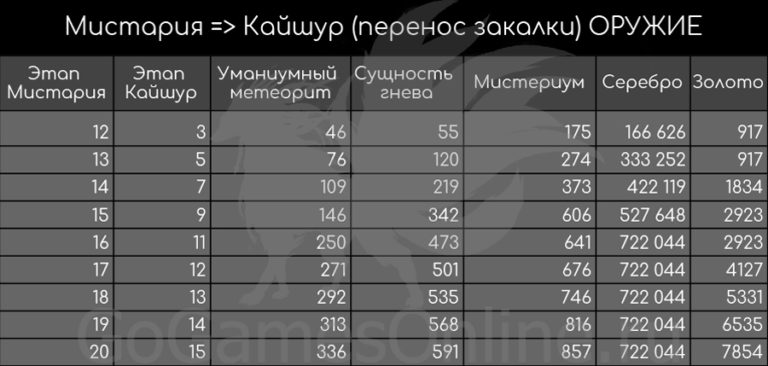 Мистария => Кайшур (перенос закалки) ОРУЖИЕ
Этап Мистария Этап Кайшур Уманиумный метеорит Сущность гнева Мистериум Серебро Золото
12 3 46 55 175 166 626 917
13 5 76 120 274 333 252 917
14 7 109 219 373 422 119 1834
15 9 146 342 606 527 648 2923
16 11 250 473 641 722 044 2923
17 12 271 501 676 722 044 4127
18 13 292 535 746 722 044 5331
19 14 313 568 816 722 044 6535
20 15 336 591 857 722 044 7854